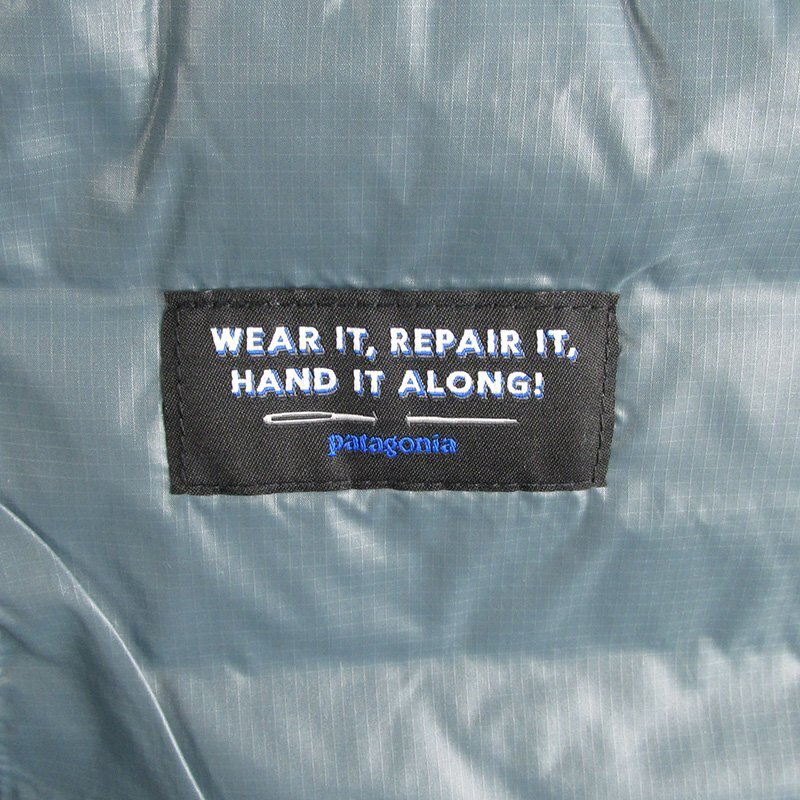 WEAR IT, REPAIR IT,
HAND IT ALONG!
patagonia